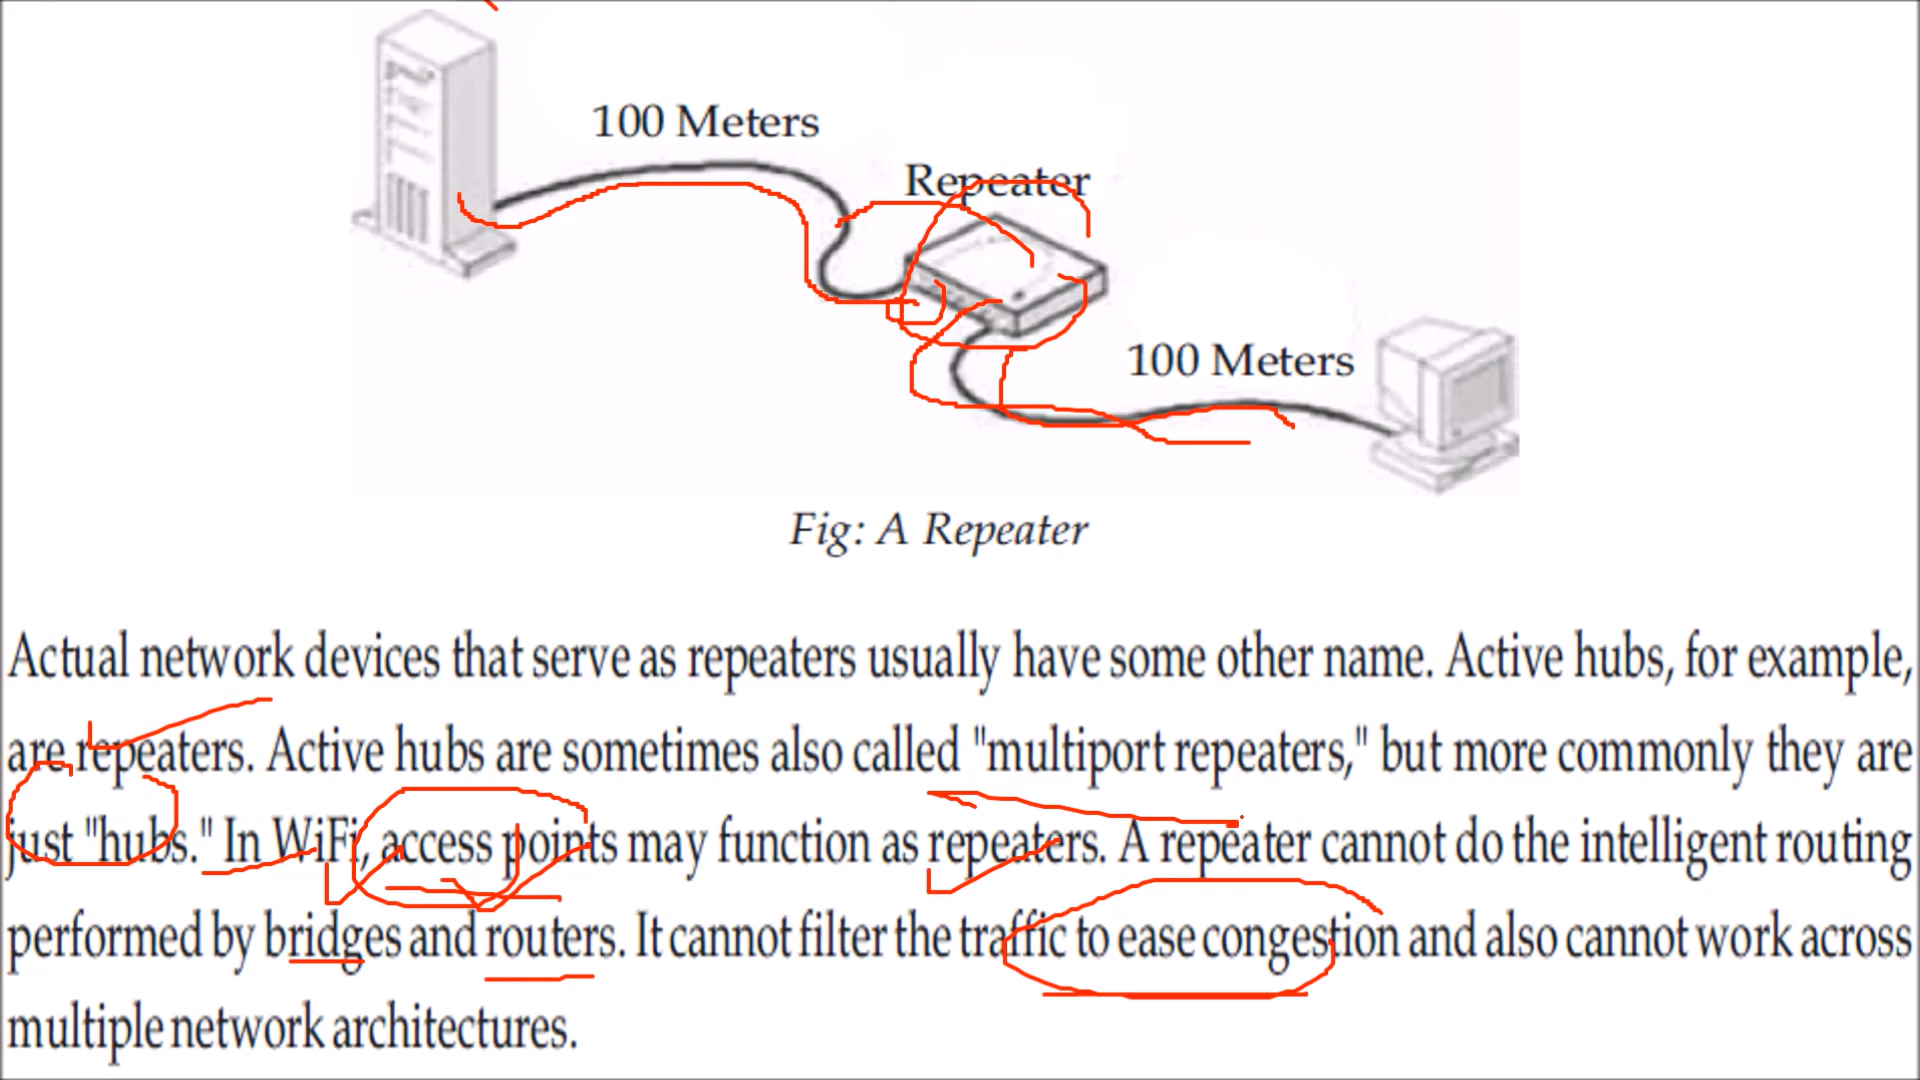 100 Meters
Repeater
100 Meters
Fig: A Repeater
Actual network devices that serve as repeaters usually have some other name. Active hubs, for example,
are repeaters. Active hubs are sometimes also called "multiport repeaters," but more commonly they are
just "hubs." In WiFi, access points may function as repeaters. A repeater cannot do the intelligent routing
performed by bridges and routers. It cannot filter the traffic to ease congestion and also cannot work across
multiple network architectures.